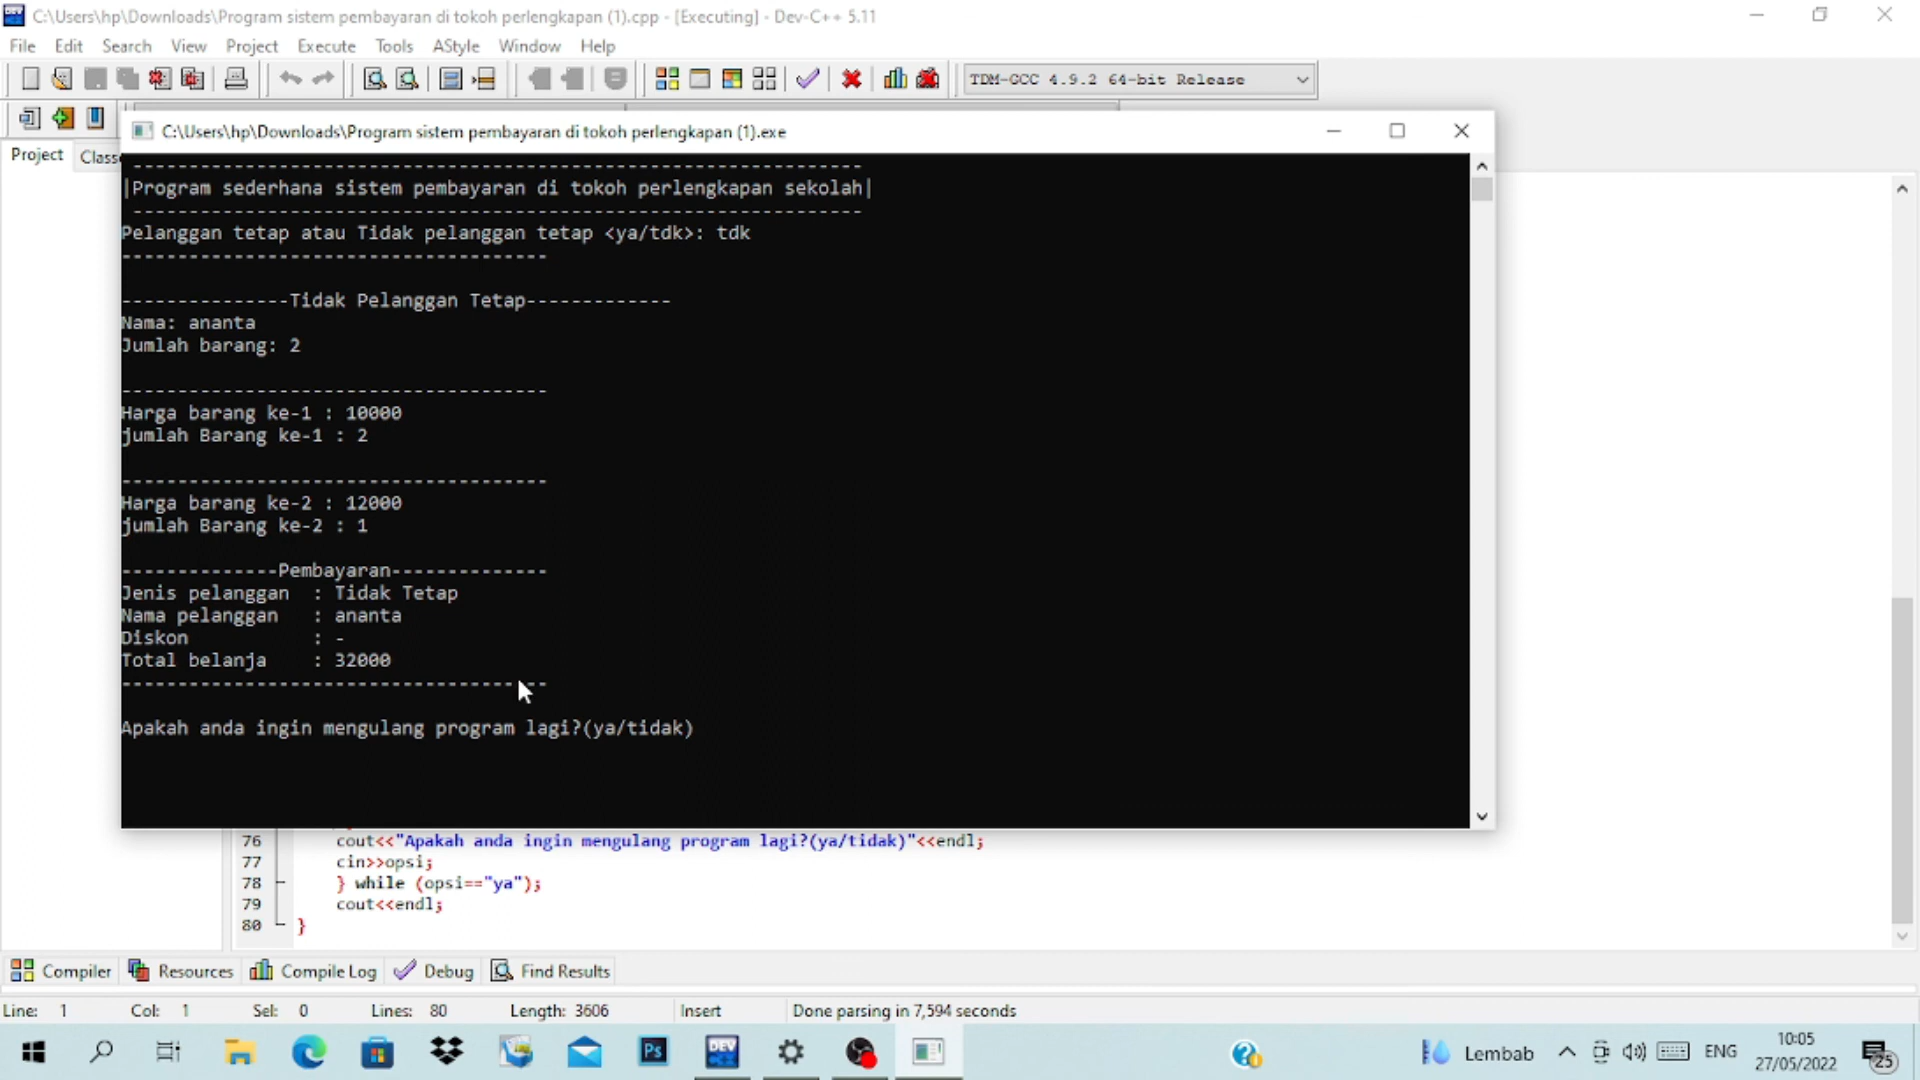 C:\Users\hp\Downloads\Program sistem pembayaran di tokoh perlengkapan (1).cpp - [Executing] - Dev-C++ 5.11
File Edit Search View Project Execute Tools AStyle Window Help
TDM-GCC 4.9.2 64-bit Release
Project Classe
C:\Users\hp\Downloads\Program sistem pembayaran di tokoh perlengkapan (1).exe
|Program sederhana sistem pembayaran di tokoh perlengkapan sekolah|
Pelanggan tetap atau Tidak pelanggan tetap <ya/tdk>: tdk
---------------Tidak Pelanggan Tetap-------------
Nama: ananta
Jumlah barang: 2
Harga barang ke-1 : 10000
jumlah Barang ke-1 : 2
Harga barang ke-2 : 12000
jumlah Barang ke-2 : 1
--------------Pembayaran--------------
Jenis pelanggan : Tidak Tetap
Nama pelanggan : ananta
Diskon : -
Total belanja : 32000
Apakah anda ingin mengulang program lagi?(ya/tidak)
76 cout<<"Apakah anda ingin mengulang program lagi?(ya/tidak)"<<endl;
77 cin>>opsi;
78 } while (opsi=="ya");
79 cout<<endl;
80 }
Compiler Resources Compile Log Debug Find Results
Line: 1 Col: 1 Sel: 0 Lines: 80 Length: 3606 Insert Done parsing in 7,594 seconds
Ps DEV Lembab ENG 10:05
27/05/2022 25